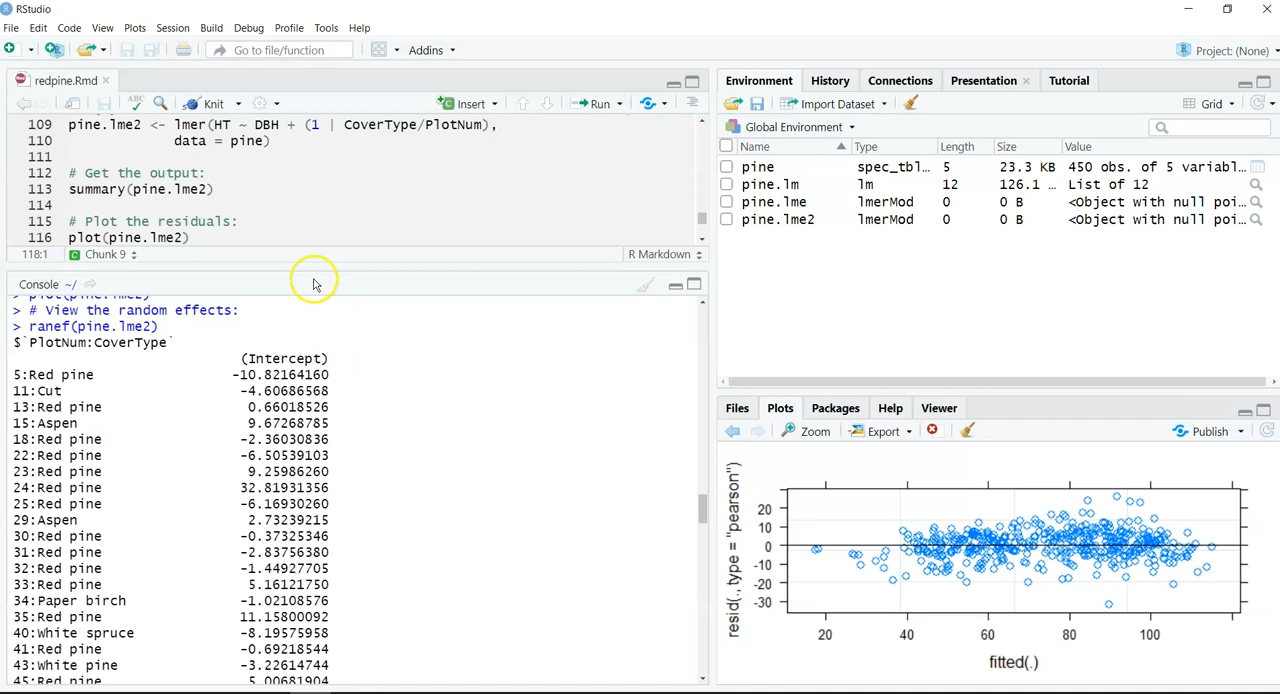 RStudio
File Edit Code View Plots Session Build Debug Profile Tools Help
Go to file/function Addins Project: (None)
redpine.Rmd
ABC Knit Insert Run
109 pine.lme2 <- lmer(HT ~ DBH + (1 | CoverType/PlotNum),
110 data = pine)
111
112 # Get the output:
113 summary(pine.lme2)
114
115 # Plot the residuals:
116 plot(pine.lme2)
118:1 Chunk 9 R Markdown
Console ~/
> plot(pine.lme2)
> # View the random effects:
> ranef(pine.lme2)
$`PlotNum:CoverType`
(Intercept)
5:Red pine -10.82164160
11:Cut -4.60686568
13:Red pine 0.66018526
15:Aspen 9.67268785
18:Red pine -2.36030836
22:Red pine -6.50539103
23:Red pine 9.25986260
24:Red pine 32.81931356
25:Red pine -6.16930260
29:Aspen 2.73239215
30:Red pine -0.37325346
31:Red pine -2.83756380
32:Red pine -1.44927705
33:Red pine 5.16121750
34:Paper birch -1.02108576
35:Red pine 11.15800092
40:White spruce -8.19575958
41:Red pine -0.69218544
43:White pine -3.22614744
45:Red pine 5.00681904
Environment History Connections Presentation Tutorial
Import Dataset Grid
Global Environment
Name Type Length Size Value
pine spec_tbl… 5 23.3 KB 450 obs. of 5 variabl…
pine.lm lm 12 126.1 … List of 12
pine.lme lmerMod 0 0 B <Object with null poi…
pine.lme2 lmerMod 0 0 B <Object with null poi…
Files Plots Packages Help Viewer
Zoom Export Publish
resid(., type = "pearson")
20
10
0
-10
-20
-30
20 40 60 80 100
fitted(.)